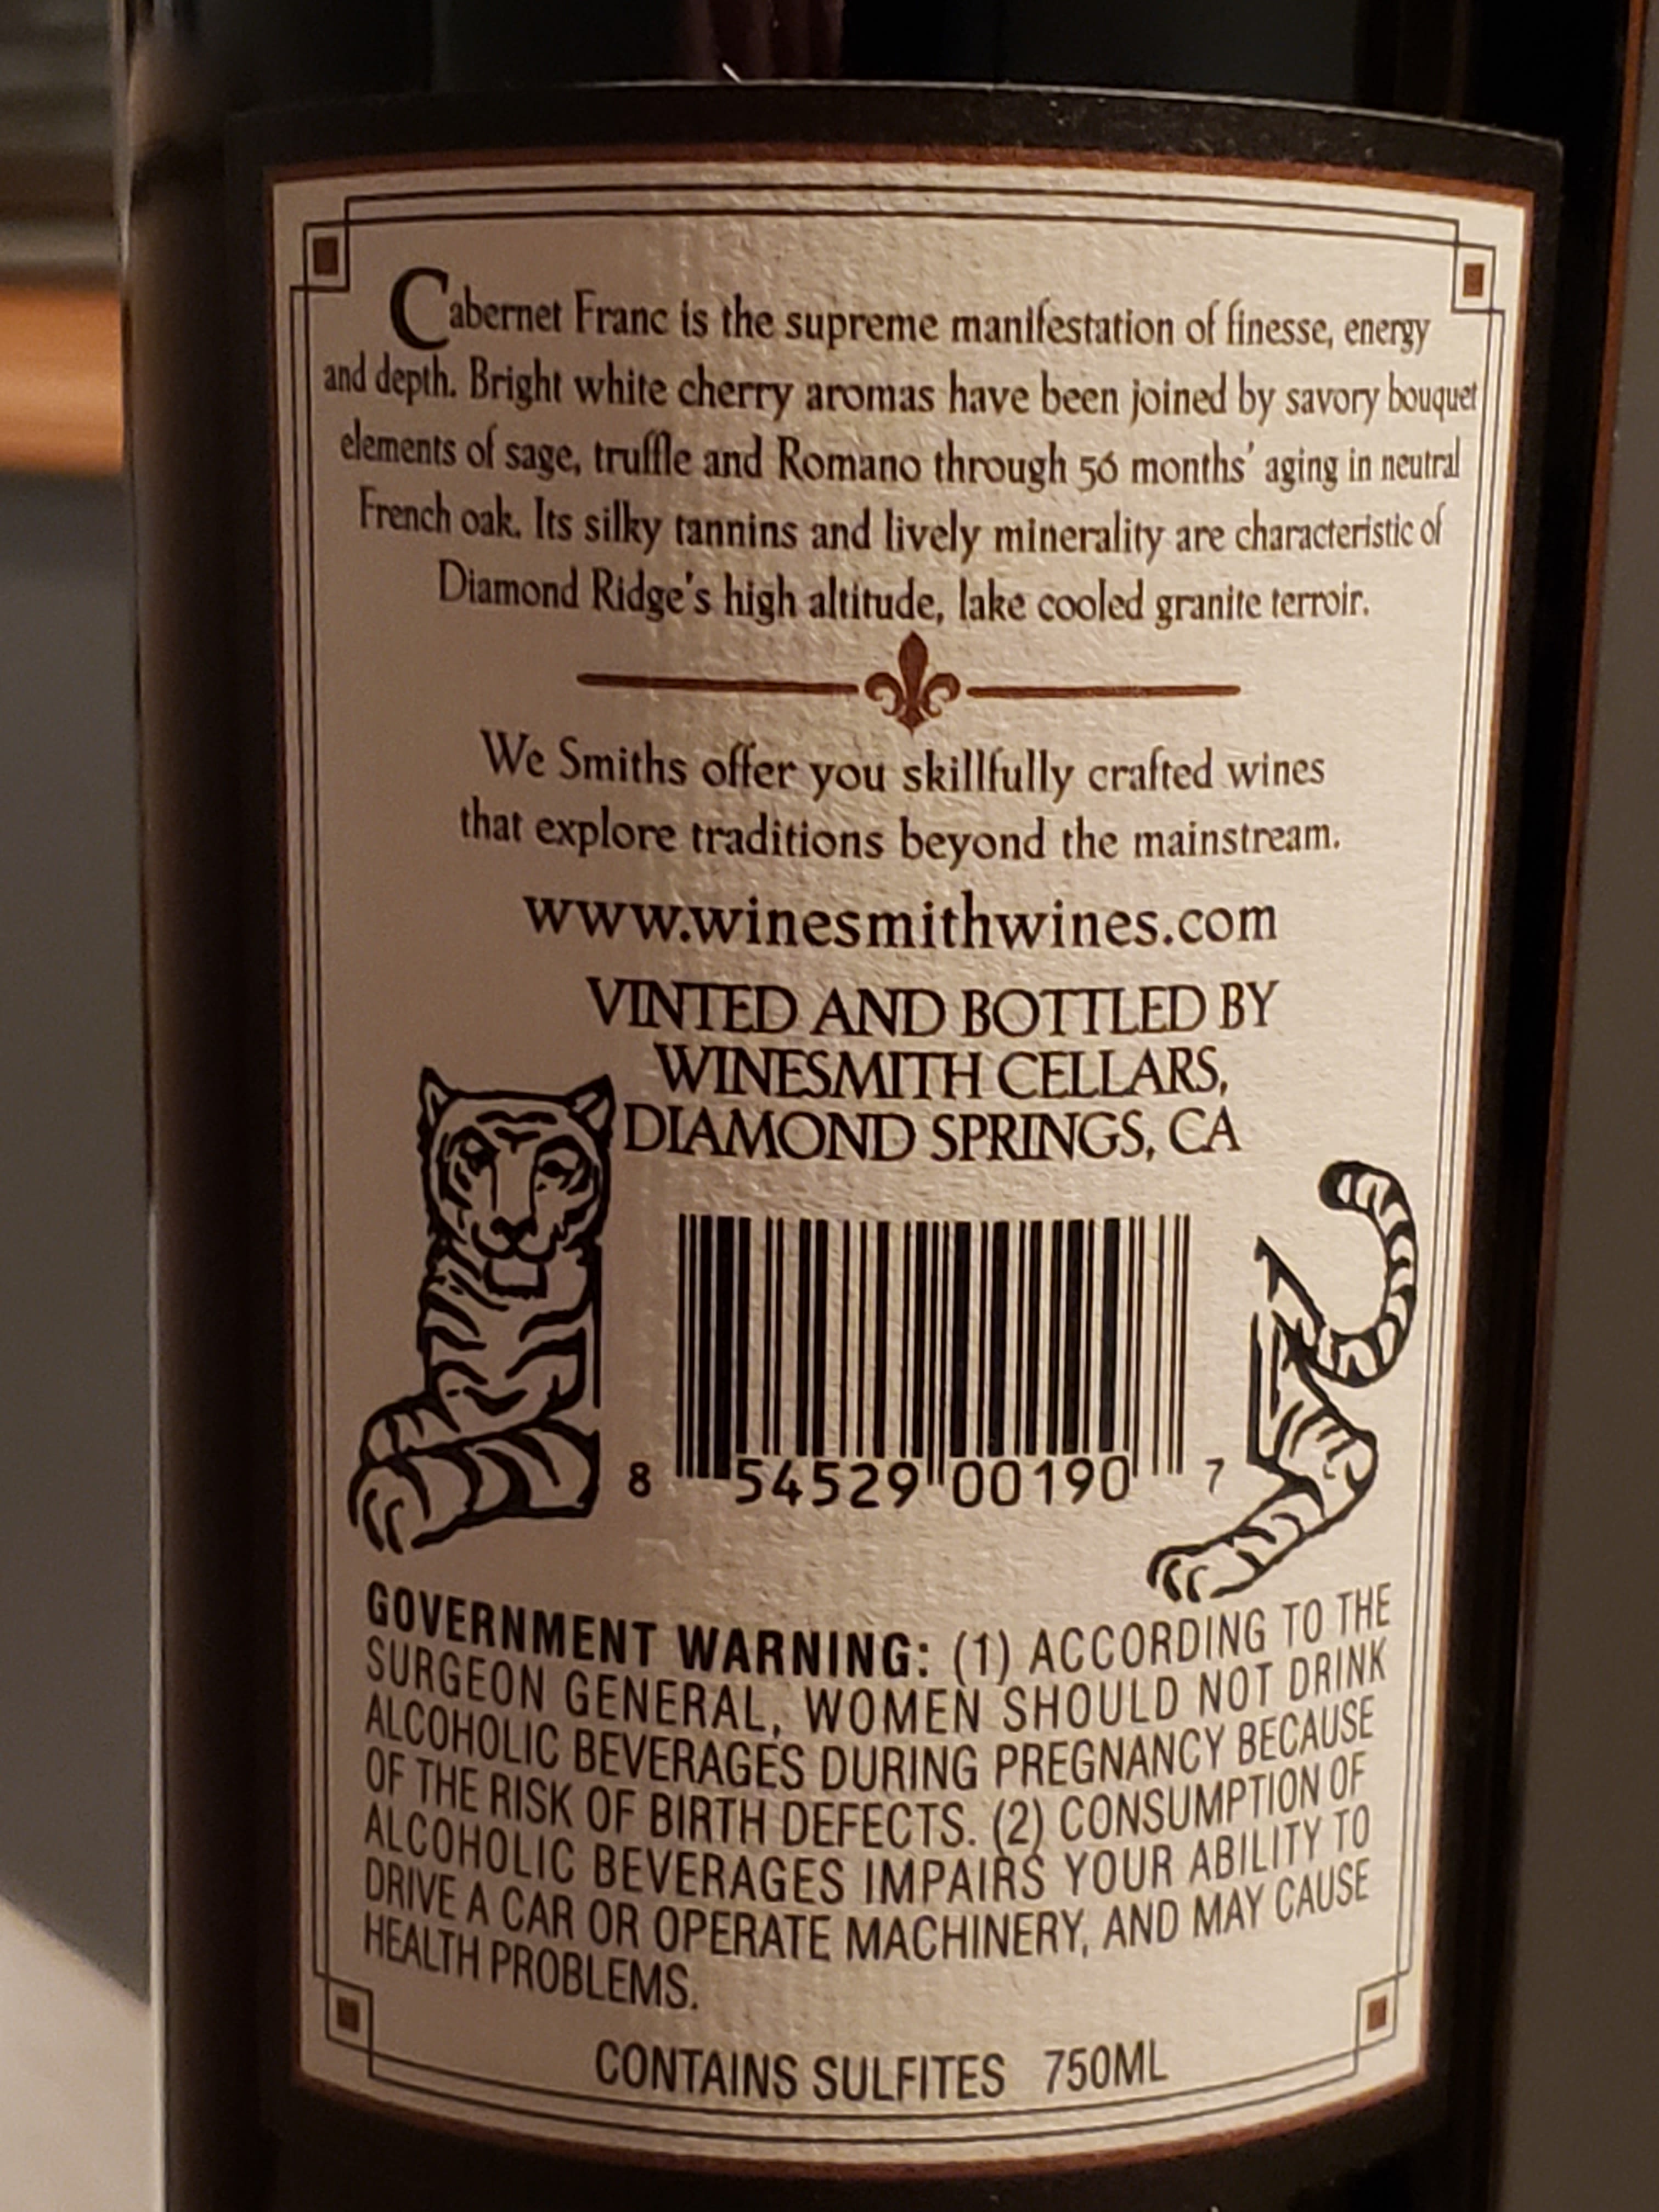 Cabernet Franc is the supreme manifestation of finesse, energy
and depth. Bright white cherry aromas have been joined by savory bouquet
elements of sage, truffle and Romano through 56 months' aging in neutral
French oak. Its silky tannins and lively minerality are characteristic of
Diamond Ridge's high altitude, lake cooled granite terroir.
We Smiths offer you skillfully crafted wines
that explore traditions beyond the mainstream.
www.winesmithwines.com
VINTED AND BOTTLED BY
WINESMITH CELLARS,
DIAMOND SPRINGS, CA
8 54529 00190 7
GOVERNMENT WARNING: (1) ACCORDING TO THE
SURGEON GENERAL, WOMEN SHOULD NOT DRINK
ALCOHOLIC BEVERAGES DURING PREGNANCY BECAUSE
OF THE RISK OF BIRTH DEFECTS. (2) CONSUMPTION OF
ALCOHOLIC BEVERAGES IMPAIRS YOUR ABILITY TO
DRIVE A CAR OR OPERATE MACHINERY, AND MAY CAUSE
HEALTH PROBLEMS.
CONTAINS SULFITES 750ML